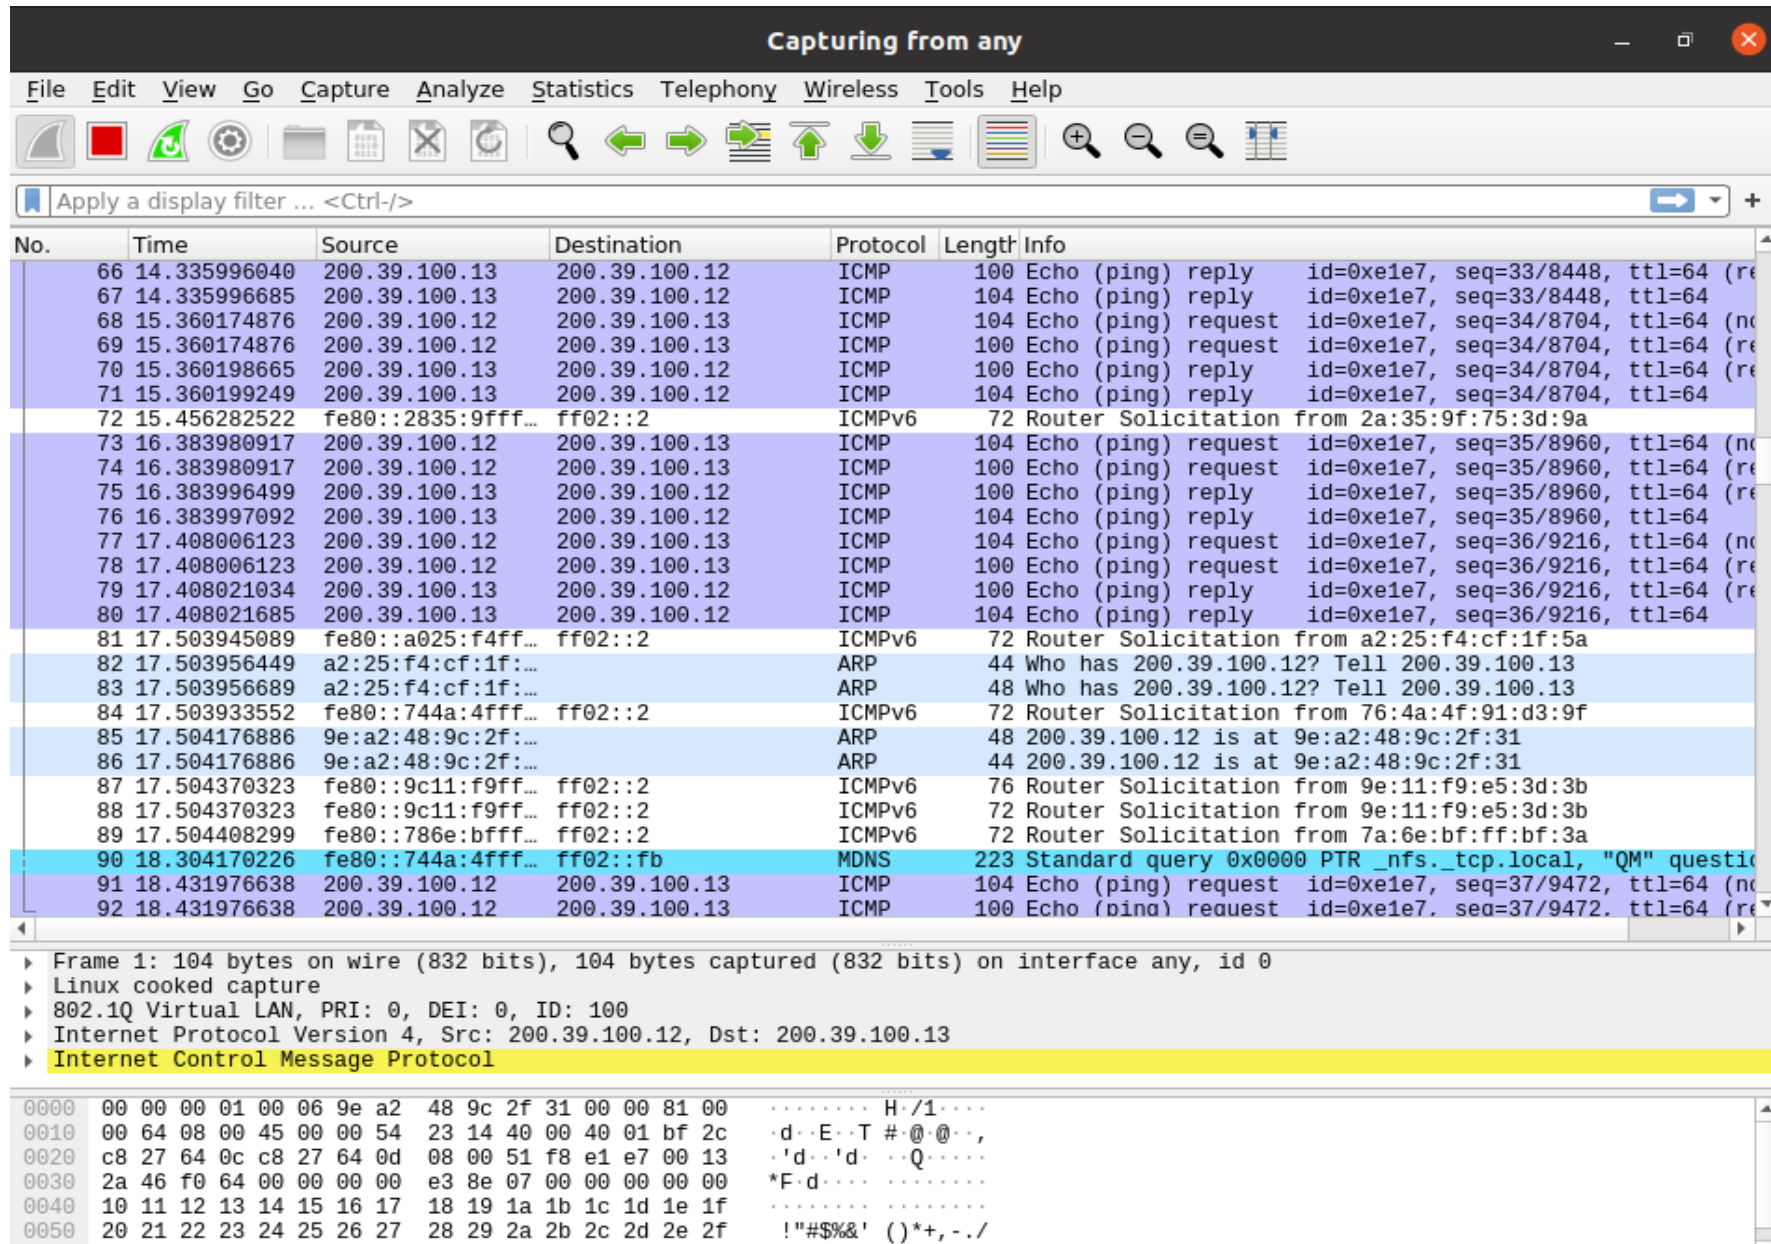 Capturing from any
File Edit View Go Capture Analyze Statistics Telephony Wireless Tools Help
Apply a display filter ... <Ctrl-/>
No. Time Source Destination Protocol Length Info
66 14.335996040 200.39.100.13 200.39.100.12 ICMP 100 Echo (ping) reply id=0xe1e7, seq=33/8448, ttl=64 (re
67 14.335996685 200.39.100.13 200.39.100.12 ICMP 104 Echo (ping) reply id=0xe1e7, seq=33/8448, ttl=64
68 15.360174876 200.39.100.12 200.39.100.13 ICMP 104 Echo (ping) request id=0xe1e7, seq=34/8704, ttl=64 (no
69 15.360174876 200.39.100.12 200.39.100.13 ICMP 100 Echo (ping) request id=0xe1e7, seq=34/8704, ttl=64 (re
70 15.360198665 200.39.100.13 200.39.100.12 ICMP 100 Echo (ping) reply id=0xe1e7, seq=34/8704, ttl=64 (re
71 15.360199249 200.39.100.13 200.39.100.12 ICMP 104 Echo (ping) reply id=0xe1e7, seq=34/8704, ttl=64
72 15.456282522 fe80::2835:9fff… ff02::2 ICMPv6 72 Router Solicitation from 2a:35:9f:75:3d:9a
73 16.383980917 200.39.100.12 200.39.100.13 ICMP 104 Echo (ping) request id=0xe1e7, seq=35/8960, ttl=64 (no
74 16.383980917 200.39.100.12 200.39.100.13 ICMP 100 Echo (ping) request id=0xe1e7, seq=35/8960, ttl=64 (re
75 16.383996499 200.39.100.13 200.39.100.12 ICMP 100 Echo (ping) reply id=0xe1e7, seq=35/8960, ttl=64 (re
76 16.383997092 200.39.100.13 200.39.100.12 ICMP 104 Echo (ping) reply id=0xe1e7, seq=35/8960, ttl=64
77 17.408006123 200.39.100.12 200.39.100.13 ICMP 104 Echo (ping) request id=0xe1e7, seq=36/9216, ttl=64 (no
78 17.408006123 200.39.100.12 200.39.100.13 ICMP 100 Echo (ping) request id=0xe1e7, seq=36/9216, ttl=64 (re
79 17.408021034 200.39.100.13 200.39.100.12 ICMP 100 Echo (ping) reply id=0xe1e7, seq=36/9216, ttl=64 (re
80 17.408021685 200.39.100.13 200.39.100.12 ICMP 104 Echo (ping) reply id=0xe1e7, seq=36/9216, ttl=64
81 17.503945089 fe80::a025:f4ff… ff02::2 ICMPv6 72 Router Solicitation from a2:25:f4:cf:1f:5a
82 17.503956449 a2:25:f4:cf:1f:… ARP 44 Who has 200.39.100.12? Tell 200.39.100.13
83 17.503956689 a2:25:f4:cf:1f:… ARP 48 Who has 200.39.100.12? Tell 200.39.100.13
84 17.503933552 fe80::744a:4fff… ff02::2 ICMPv6 72 Router Solicitation from 76:4a:4f:91:d3:9f
85 17.504176886 9e:a2:48:9c:2f:… ARP 48 200.39.100.12 is at 9e:a2:48:9c:2f:31
86 17.504176886 9e:a2:48:9c:2f:… ARP 44 200.39.100.12 is at 9e:a2:48:9c:2f:31
87 17.504370323 fe80::9c11:f9ff… ff02::2 ICMPv6 76 Router Solicitation from 9e:11:f9:e5:3d:3b
88 17.504370323 fe80::9c11:f9ff… ff02::2 ICMPv6 72 Router Solicitation from 9e:11:f9:e5:3d:3b
89 17.504408299 fe80::786e:bfff… ff02::2 ICMPv6 72 Router Solicitation from 7a:6e:bf:ff:bf:3a
90 18.304170226 fe80::744a:4fff… ff02::fb MDNS 223 Standard query 0x0000 PTR _nfs._tcp.local, "QM" questio
91 18.431976638 200.39.100.12 200.39.100.13 ICMP 104 Echo (ping) request id=0xe1e7, seq=37/9472, ttl=64 (no
92 18.431976638 200.39.100.12 200.39.100.13 ICMP 100 Echo (ping) request id=0xe1e7, seq=37/9472, ttl=64 (re
Frame 1: 104 bytes on wire (832 bits), 104 bytes captured (832 bits) on interface any, id 0
Linux cooked capture
802.1Q Virtual LAN, PRI: 0, DEI: 0, ID: 100
Internet Protocol Version 4, Src: 200.39.100.12, Dst: 200.39.100.13
Internet Control Message Protocol
0000 00 00 00 01 00 06 9e a2 48 9c 2f 31 00 00 81 00 ········ H·/1····
0010 00 64 08 00 45 00 00 54 23 14 40 00 40 01 bf 2c ·d··E··T #·@·@··,
0020 c8 27 64 0c c8 27 64 0d 08 00 51 f8 e1 e7 00 13 ·'d··'d· ··Q·····
0030 2a 46 f0 64 00 00 00 00 e3 8e 07 00 00 00 00 00 *F·d···· ········
0040 10 11 12 13 14 15 16 17 18 19 1a 1b 1c 1d 1e 1f ········ ········
0050 20 21 22 23 24 25 26 27 28 29 2a 2b 2c 2d 2e 2f !"#$%&' ()*+,-./